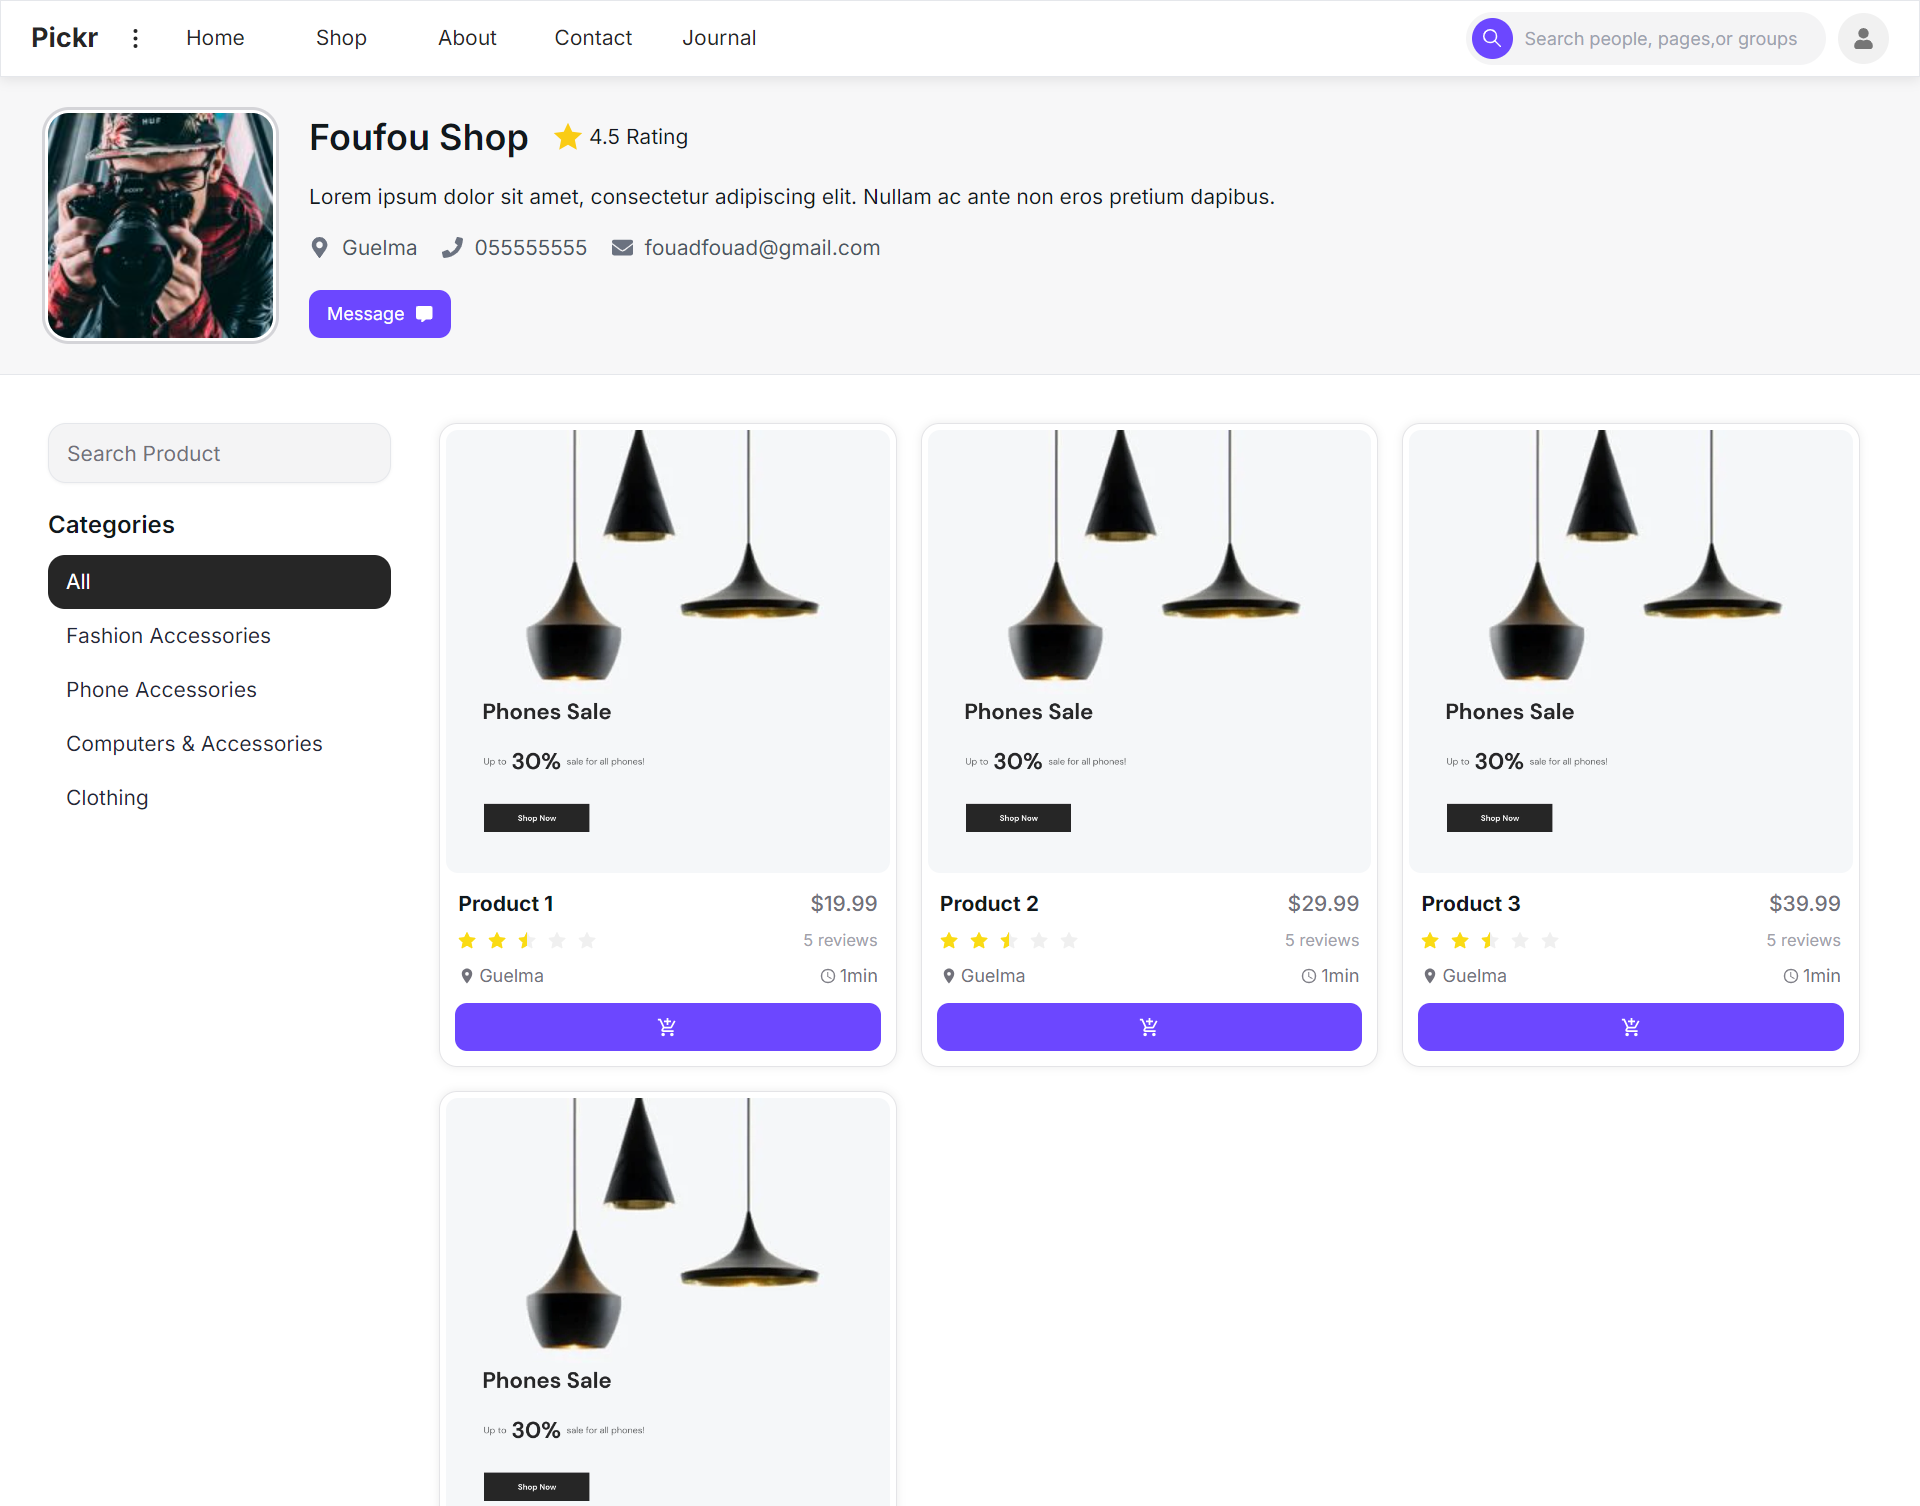 Pickr Home Shop About Contact Journal Search people, pages,or groups
HUF
SONY
Foufou Shop 4.5 Rating
Lorem ipsum dolor sit amet, consectetur adipiscing elit. Nullam ac ante non eros pretium dapibus.
Guelma 055555555 fouadfouad@gmail.com
Message
Search Product
Categories
All
Fashion Accessories
Phone Accessories
Computers & Accessories
Clothing
Phones Sale
Up to 30% sale for all phones!
Shop Now
Product 1 $19.99
5 reviews
Guelma 1min
Phones Sale
Up to 30% sale for all phones!
Shop Now
Product 2 $29.99
5 reviews
Guelma 1min
Phones Sale
Up to 30% sale for all phones!
Shop Now
Product 3 $39.99
5 reviews
Guelma 1min
Phones Sale
Up to 30% sale for all phones!
Shop Now